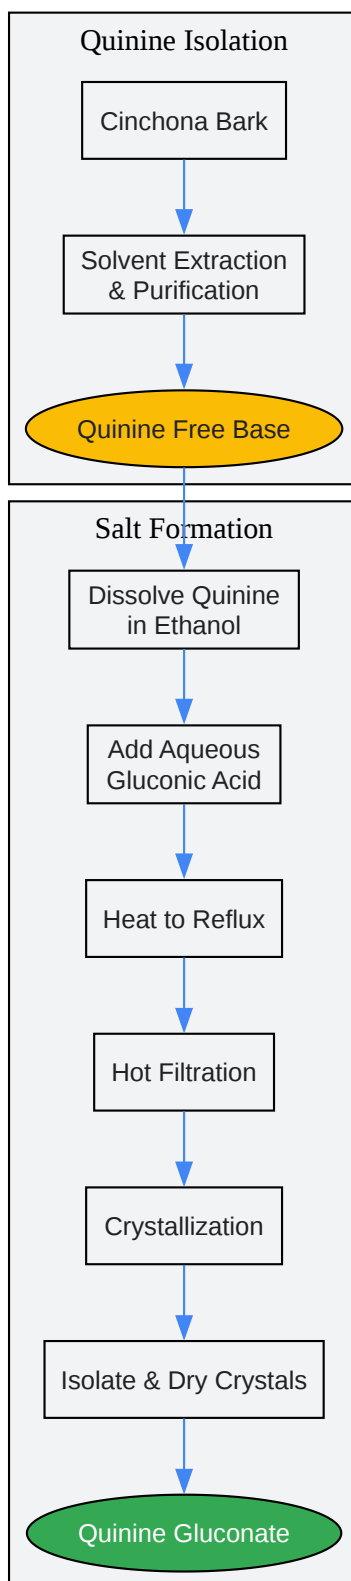 Quinine Isolation
Cinchona Bark
Solvent Extraction
& Purification
Quinine Free Base
Salt Formation
Dissolve Quinine
in Ethanol
Add Aqueous
Gluconic Acid
Heat to Reflux
Hot Filtration
Crystallization
Isolate & Dry Crystals
Quinine Gluconate